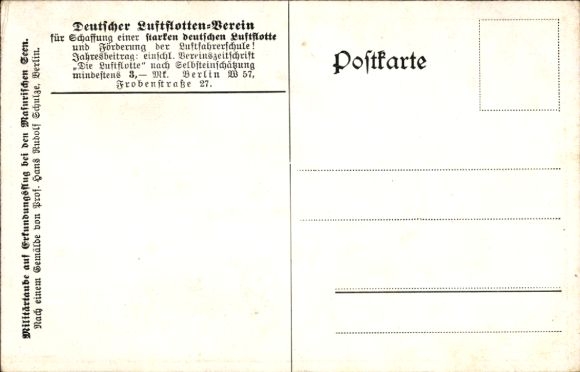 Deutscher Luftflotten-Verein
für Schaffung einer starken deutschen Luftflotte
und Förderung der Luftfahrerschule!
Jahresbeitrag: einschl. Vereinszeitschrift
„Die Luftflotte“ nach Selbsteinschätzung
mindestens 3,— Mk. Berlin W 57,
Frobenstraße 27.
Postkarte
Militärtaube auf Erkundungsflug bei den Masurischen Seen.
Nach einem Gemälde von Prof. Hans Rudolf Schulze, Berlin.